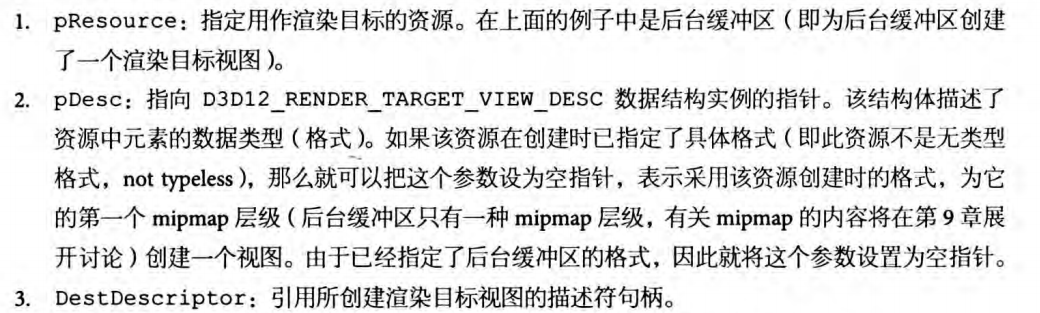 1. pResource：指定用作渲染目标的资源。在上面的例子中是后台缓冲区（即为后台缓冲区创建
了一个渲染目标视图）。
2. pDesc：指向 D3D12_RENDER_TARGET_VIEW_DESC 数据结构实例的指针。该结构体描述了
资源中元素的数据类型（格式）。如果该资源在创建时已指定了具体格式（即此资源不是无类型
格式，not typeless），那么就可以把这个参数设为空指针，表示采用该资源创建时的格式，为它
的第一个 mipmap 层级（后台缓冲区只有一种 mipmap 层级，有关 mipmap 的内容将在第 9 章展
开讨论）创建一个视图。由于已经指定了后台缓冲区的格式，因此就将这个参数设置为空指针。
3. DestDescriptor：引用所创建渲染目标视图的描述符句柄。